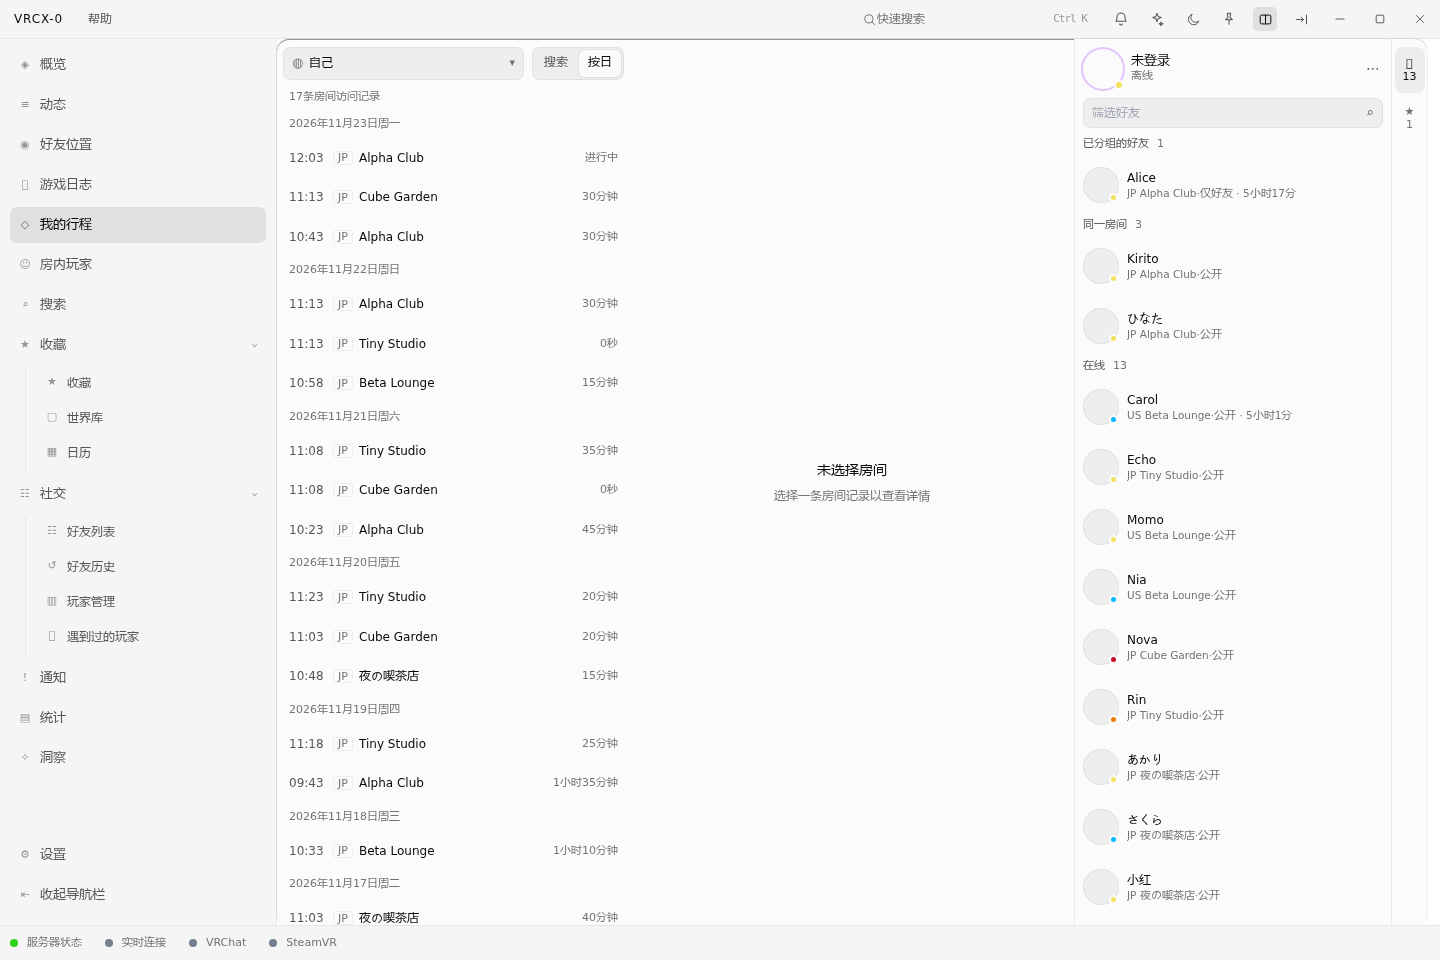 VRCX-0 帮助 快速搜索 Ctrl K
概览
动态
好友位置
游戏日志
我的行程
房内玩家
搜索
收藏
收藏
世界库
日历
社交
好友列表
好友历史
玩家管理
遇到过的玩家
通知
统计
洞察
设置
收起导航栏
自己 搜索 按日
17条房间访问记录
2026年11月23日周一
12:03 JP Alpha Club 进行中
11:13 JP Cube Garden 30分钟
10:43 JP Alpha Club 30分钟
2026年11月22日周日
11:13 JP Alpha Club 30分钟
11:13 JP Tiny Studio 0秒
10:58 JP Beta Lounge 15分钟
2026年11月21日周六
11:08 JP Tiny Studio 35分钟
11:08 JP Cube Garden 0秒
10:23 JP Alpha Club 45分钟
2026年11月20日周五
11:23 JP Tiny Studio 20分钟
11:03 JP Cube Garden 20分钟
10:48 JP 夜の喫茶店 15分钟
2026年11月19日周四
11:18 JP Tiny Studio 25分钟
09:43 JP Alpha Club 1小时35分钟
2026年11月18日周三
10:33 JP Beta Lounge 1小时10分钟
2026年11月17日周二
11:03 JP 夜の喫茶店 40分钟
未选择房间
选择一条房间记录以查看详情
未登录
离线
筛选好友
已分组的好友 1
Alice
JP Alpha Club·仅好友 · 5小时17分
同一房间 3
Kirito
JP Alpha Club·公开
ひなた
JP Alpha Club·公开
在线 13
Carol
US Beta Lounge·公开 · 5小时1分
Echo
JP Tiny Studio·公开
Momo
US Beta Lounge·公开
Nia
US Beta Lounge·公开
Nova
JP Cube Garden·公开
Rin
JP Tiny Studio·公开
あかり
JP 夜の喫茶店·公开
さくら
JP 夜の喫茶店·公开
小红
JP 夜の喫茶店·公开
13
1
服务器状态 实时连接 VRChat SteamVR